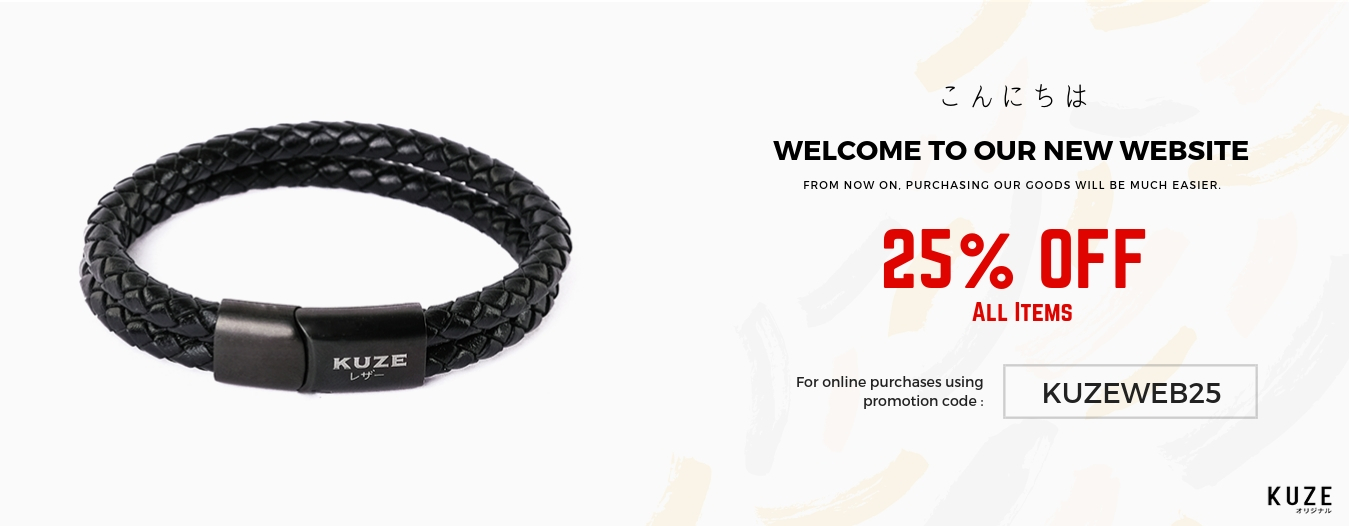 こんにちは
WELCOME TO OUR NEW WEBSITE
FROM NOW ON, PURCHASING OUR GOODS WILL BE MUCH EASIER.
25% OFF
ALL ITEMS
For online purchases using
promotion code :
KUZEWEB25
KUZE
レザー
KUZE
オリジナル